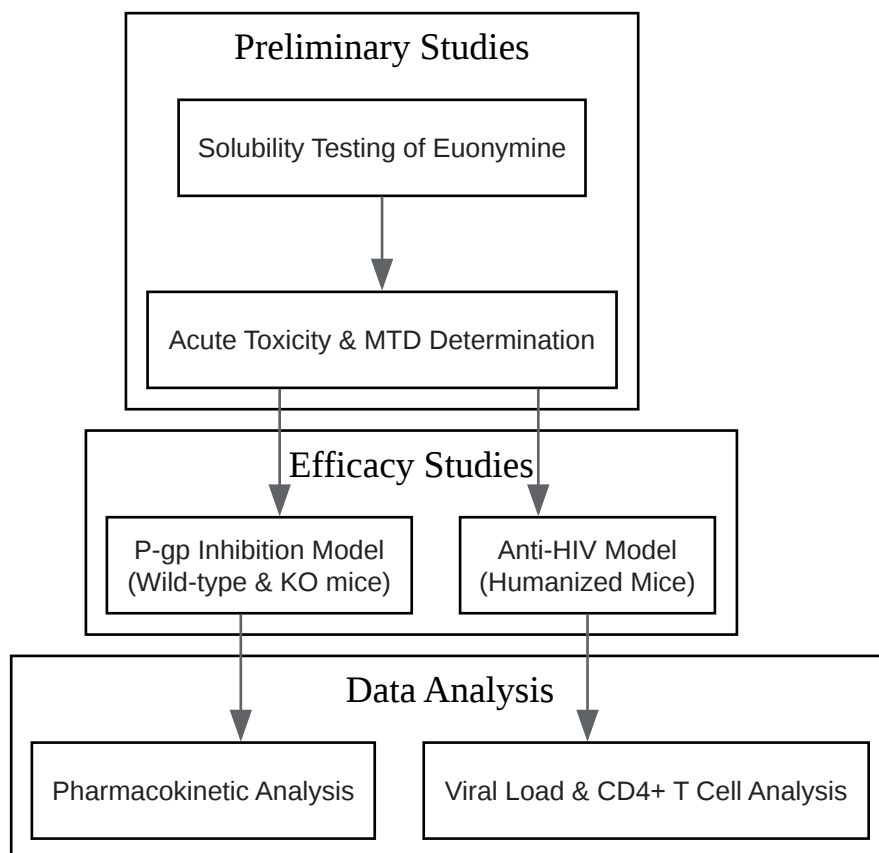 Preliminary Studies
Solubility Testing of Euonymine
Acute Toxicity & MTD Determination
Efficacy Studies
P-gp Inhibition Model
(Wild-type & KO mice)
Anti-HIV Model
(Humanized Mice)
Data Analysis
Pharmacokinetic Analysis
Viral Load & CD4+ T Cell Analysis